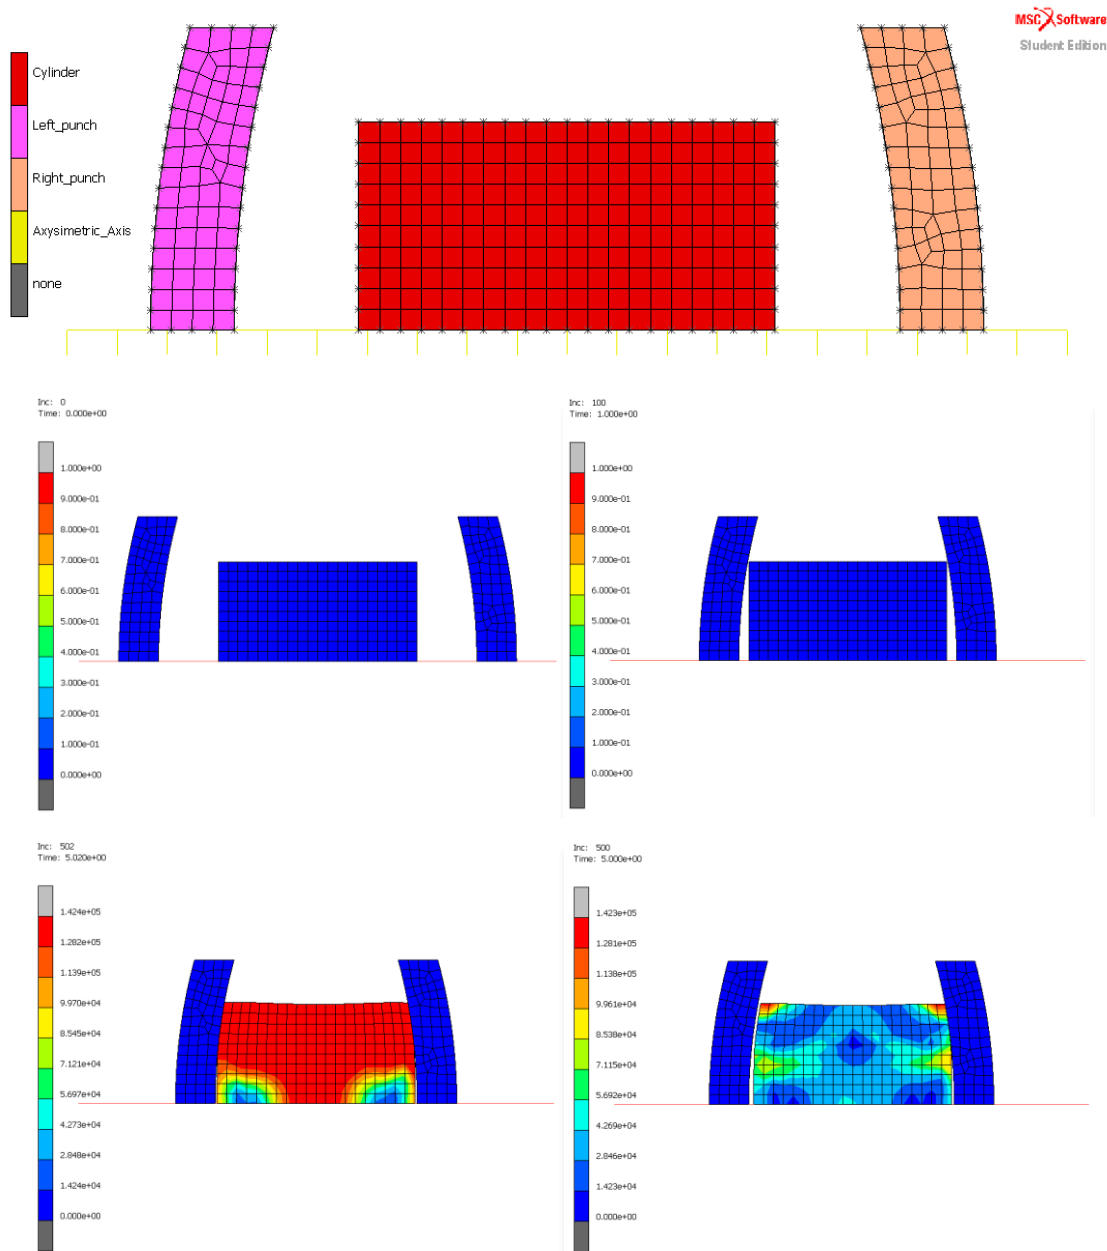 MSC Software
Student Edition
Cylinder
Left_punch
Right_punch
Axysimetric_Axis
none
Inc: 0
Time: 0.000e+00
1.000e+00
9.000e-01
8.000e-01
7.000e-01
6.000e-01
5.000e-01
4.000e-01
3.000e-01
2.000e-01
1.000e-01
0.000e+00
Inc: 100
Time: 1.000e+00
1.000e+00
9.000e-01
8.000e-01
7.000e-01
6.000e-01
5.000e-01
4.000e-01
3.000e-01
2.000e-01
1.000e-01
0.000e+00
Inc: 502
Time: 5.020e+00
1.424e+05
1.282e+05
1.139e+05
9.970e+04
8.545e+04
7.121e+04
5.697e+04
4.273e+04
2.848e+04
1.424e+04
0.000e+00
Inc: 500
Time: 5.000e+00
1.423e+05
1.281e+05
1.138e+05
9.961e+04
8.538e+04
7.115e+04
5.692e+04
4.269e+04
2.846e+04
1.423e+04
0.000e+00